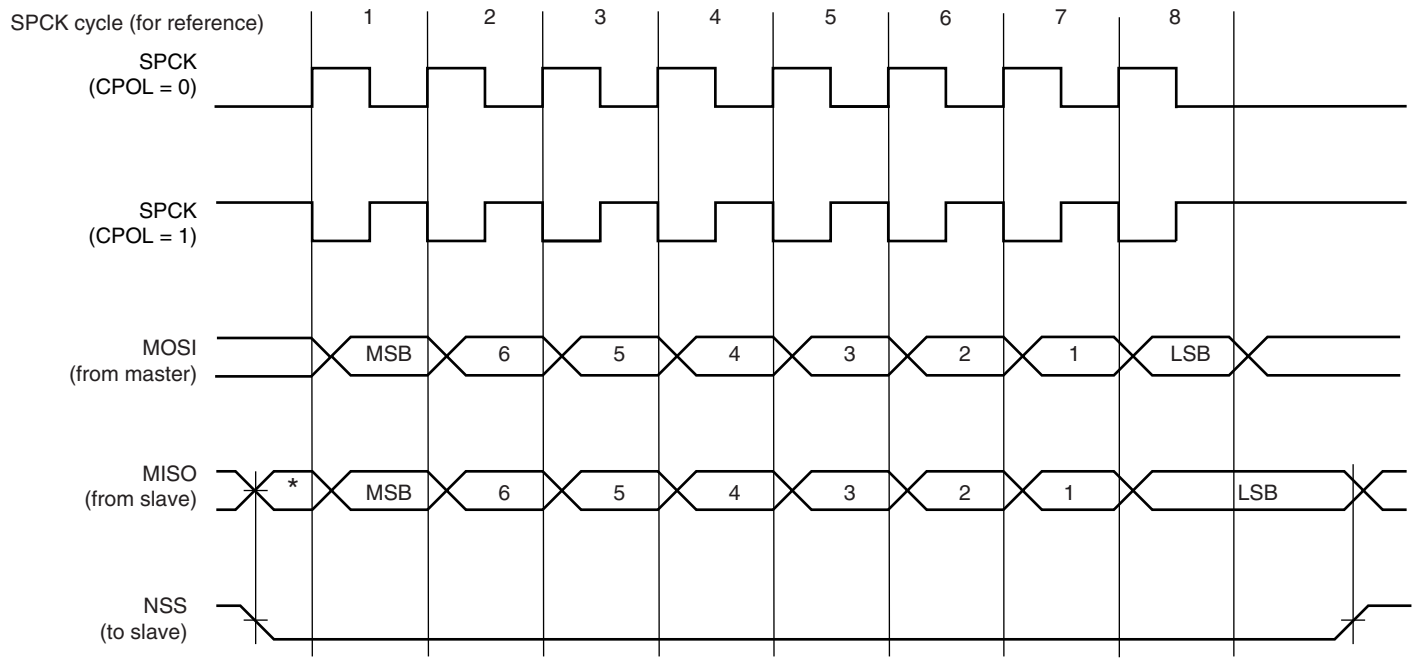 SPCK cycle (for reference) 1 2 3 4 5 6 7 8
SPCK
(CPOL = 0)
SPCK
(CPOL = 1)
MOSI
(from master)
MSB 6 5 4 3 2 1 LSB
MISO
(from slave)
* MSB 6 5 4 3 2 1 LSB
NSS
(to slave)